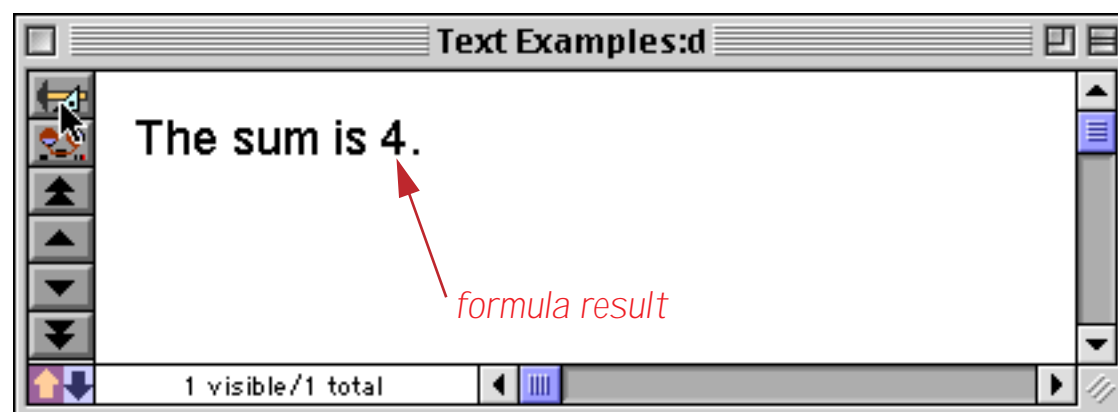 Text Examples:d
The sum is 4.
formula result
1 visible/1 total